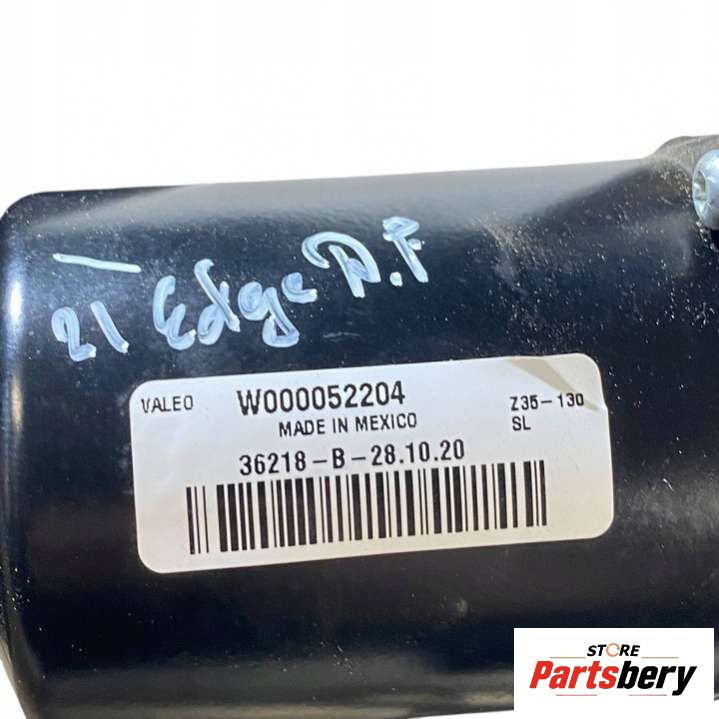 21 Edge D.F
VALEO W000052204 Z35-130
MADE IN MEXICO SL
36218-B-28.10.20
STORE
Partsbery